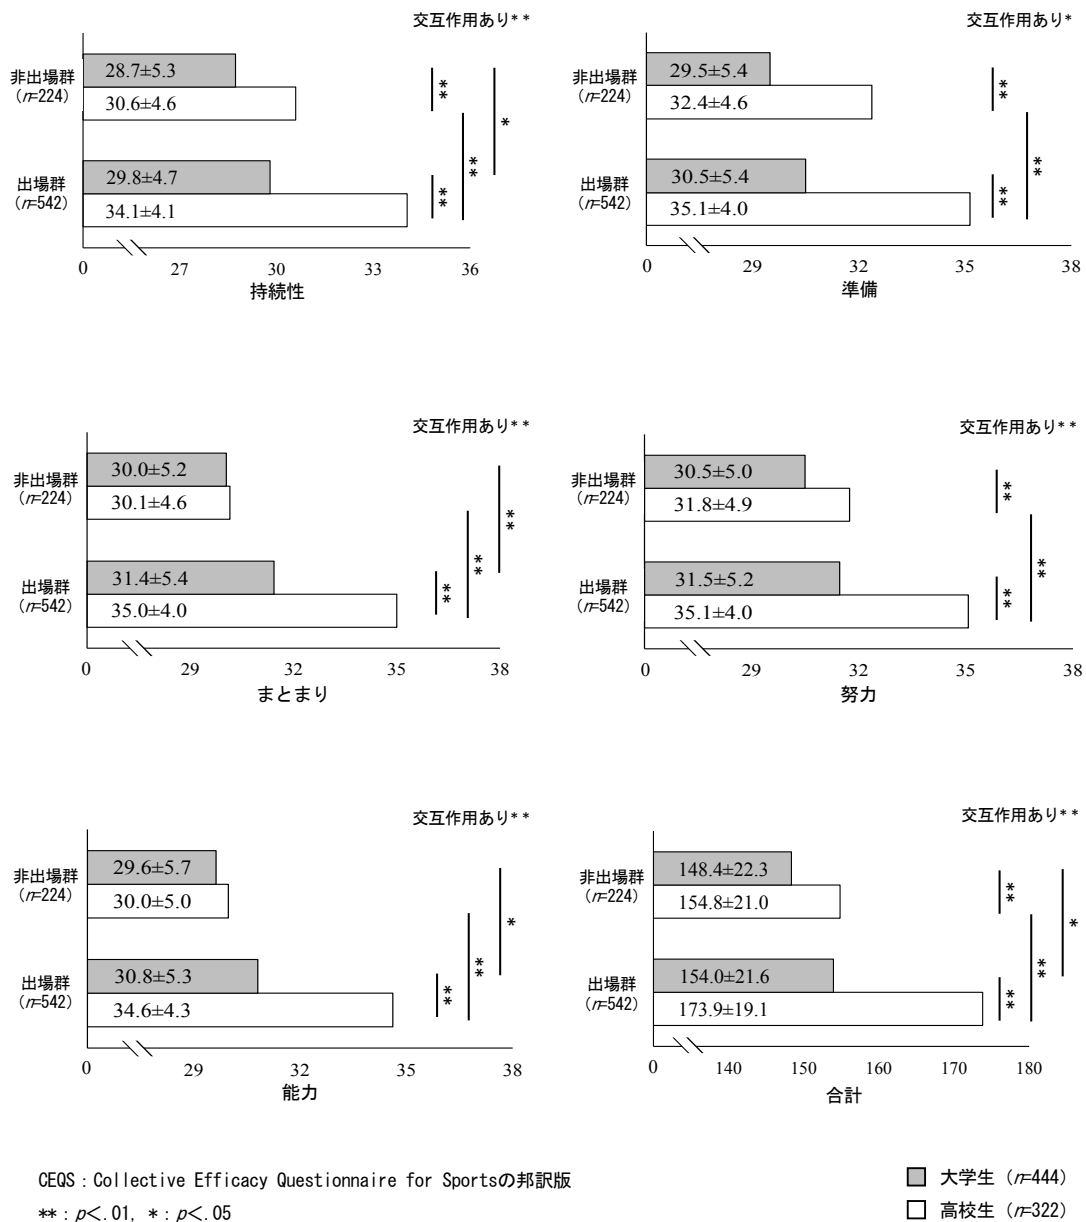 交互作用あり**
非出場群
(n=224)
28.7±5.3
30.6±4.6
**
**
*
出場群
(n=542)
29.8±4.7
34.1±4.1
**
0 27 30 33 36
持続性
交互作用あり*
29.5±5.4
32.4±4.6
**
**
30.5±5.4
35.1±4.0
**
0 29 32 35 38
準備
交互作用あり**
非出場群
(n=224)
30.0±5.2
30.1±4.6
**
**
出場群
(n=542)
31.4±5.4
35.0±4.0
**
0 29 32 35 38
まとまり
交互作用あり**
非出場群
(n=224)
30.5±5.0
31.8±4.9
**
**
出場群
(n=542)
31.5±5.2
35.1±4.0
**
0 29 32 35 38
努力
交互作用あり**
非出場群
(n=224)
29.6±5.7
30.0±5.0
*
**
出場群
(n=542)
30.8±5.3
34.6±4.3
**
0 29 32 35 38
能力
交互作用あり**
非出場群
(n=224)
148.4±22.3
154.8±21.0
**
**
*
出場群
(n=542)
154.0±21.6
173.9±19.1
**
0 140 150 160 170 180
合計
CEQS：Collective Efficacy Questionnaire for Sportsの邦訳版
**：p<.01, *：p<.05
大学生 (n=444)
高校生 (n=322)